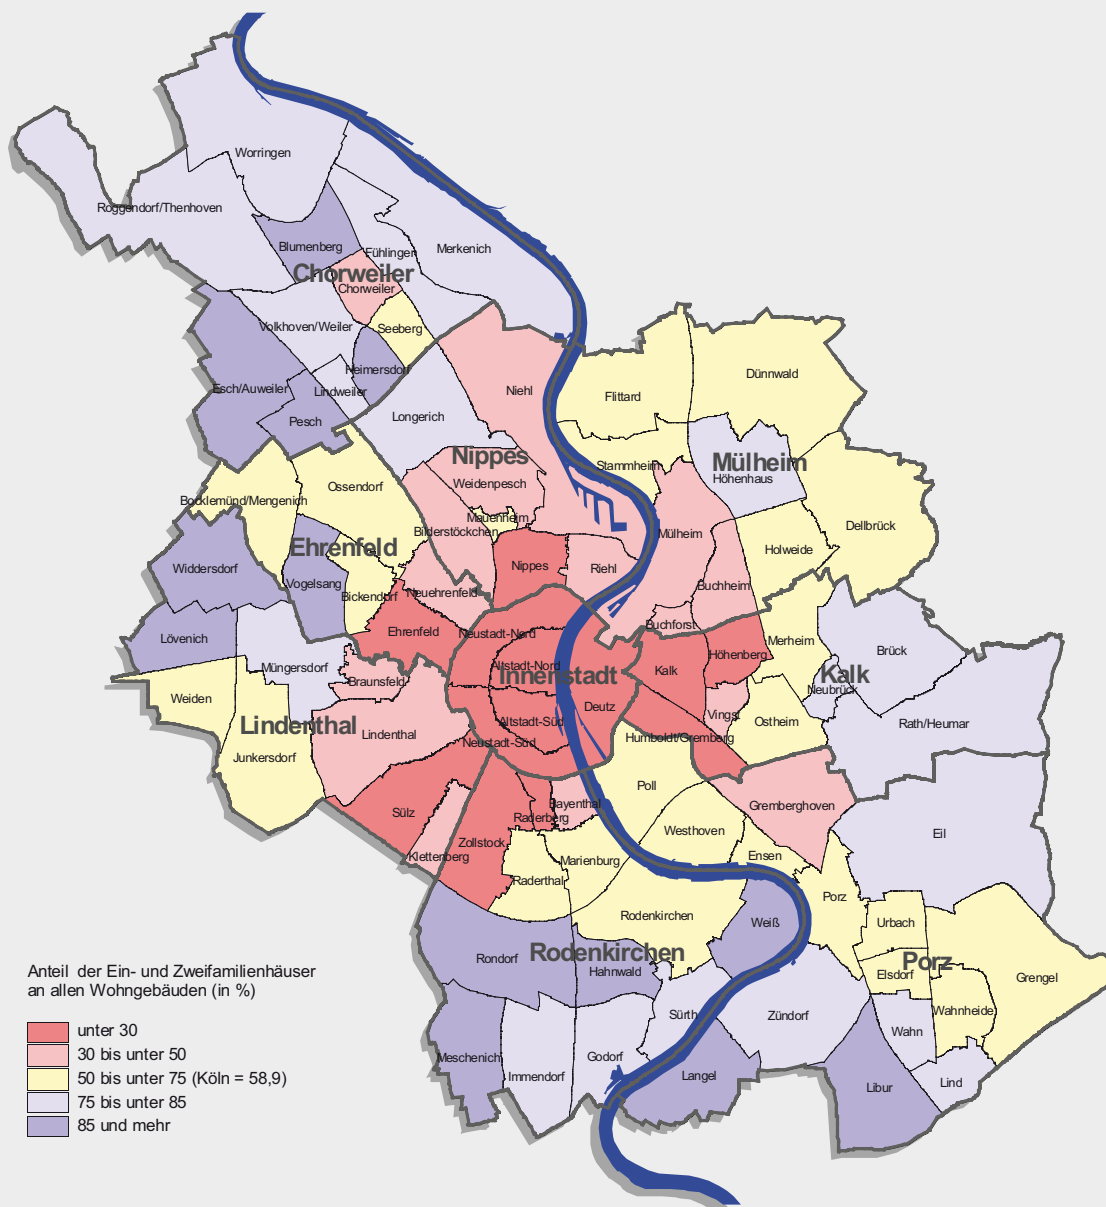 Worringen
Roggendorf/Thenhoven
Blumenberg
Fühlingen
Merkenich
Chorweiler
Chorweiler
Volkhoven/Weiler
Seeberg
Heimersdorf
Esch/Auweiler
Lindweiler
Pesch
Longerich
Niehl
Flittard
Dünnwald
Nippes
Stammheim
Mülheim
Höhenhaus
Weidenpesch
Ossendorf
Bocklemünd/Mengenich
Mauenheim
Bilderstöckchen
Mülheim
Dellbrück
Ehrenfeld
Holweide
Widdersdorf
Vogelsang
Nippes
Riehl
Buchheim
Bickendorf
Neuehrenfeld
Buchforst
Ehrenfeld
Neustadt-Nord
Lövenich
Merheim
Brück
Müngersdorf
Höhenberg
Altstadt-Nord
Kalk
Innenstadt
Kalk
Braunsfeld
Neubrück
Weiden
Deutz
Vingst
Ostheim
Rath/Heumar
Lindenthal
Lindenthal
Altstadt-Süd
Neustadt-Süd
Humboldt/Gremberg
Junkersdorf
Poll
Bayenthal
Gremberghoven
Sülz
Raderberg
Westhoven
Eil
Zollstock
Klettenberg
Marienburg
Ensen
Raderthal
Porz
Rodenkirchen
Weiß
Urbach
Rodenkirchen
Rondorf
Hahnwald
Porz
Elsdorf
Grengel
Sürth
Zündorf
Wahnheide
Wahn
Meschenich
Godorf
Immendorf
Langel
Libur
Lind
Anteil der Ein- und Zweifamilienhäuser
an allen Wohngebäuden (in %)
unter 30
30 bis unter 50
50 bis unter 75 (Köln = 58,9)
75 bis unter 85
85 und mehr